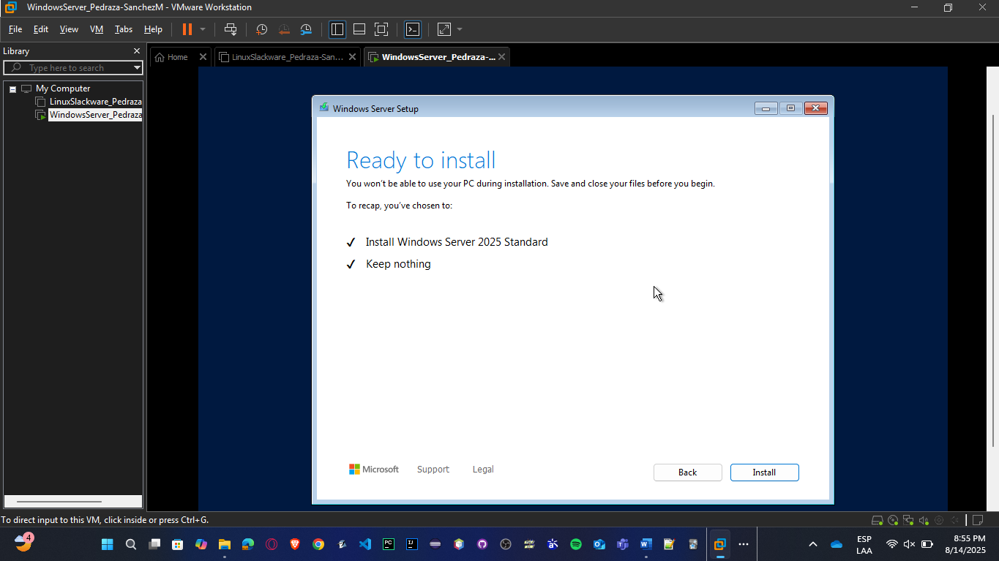 WindowsServer_Pedraza-SanchezM - VMware Workstation
File Edit View VM Tabs Help
Library
Type here to search
My Computer
LinuxSlackware_Pedraza
WindowsServer_Pedraza
Home
LinuxSlackware_Pedraza-San...
WindowsServer_Pedraza-...
Windows Server Setup
Ready to install
You won't be able to use your PC during installation. Save and close your files before you begin.
To recap, you've chosen to:
Install Windows Server 2025 Standard
Keep nothing
Microsoft Support Legal
Back Install
To direct input to this VM, click inside or press Ctrl+G.
4
PC
IJ
ESP
LAA
8:55 PM
8/14/2025